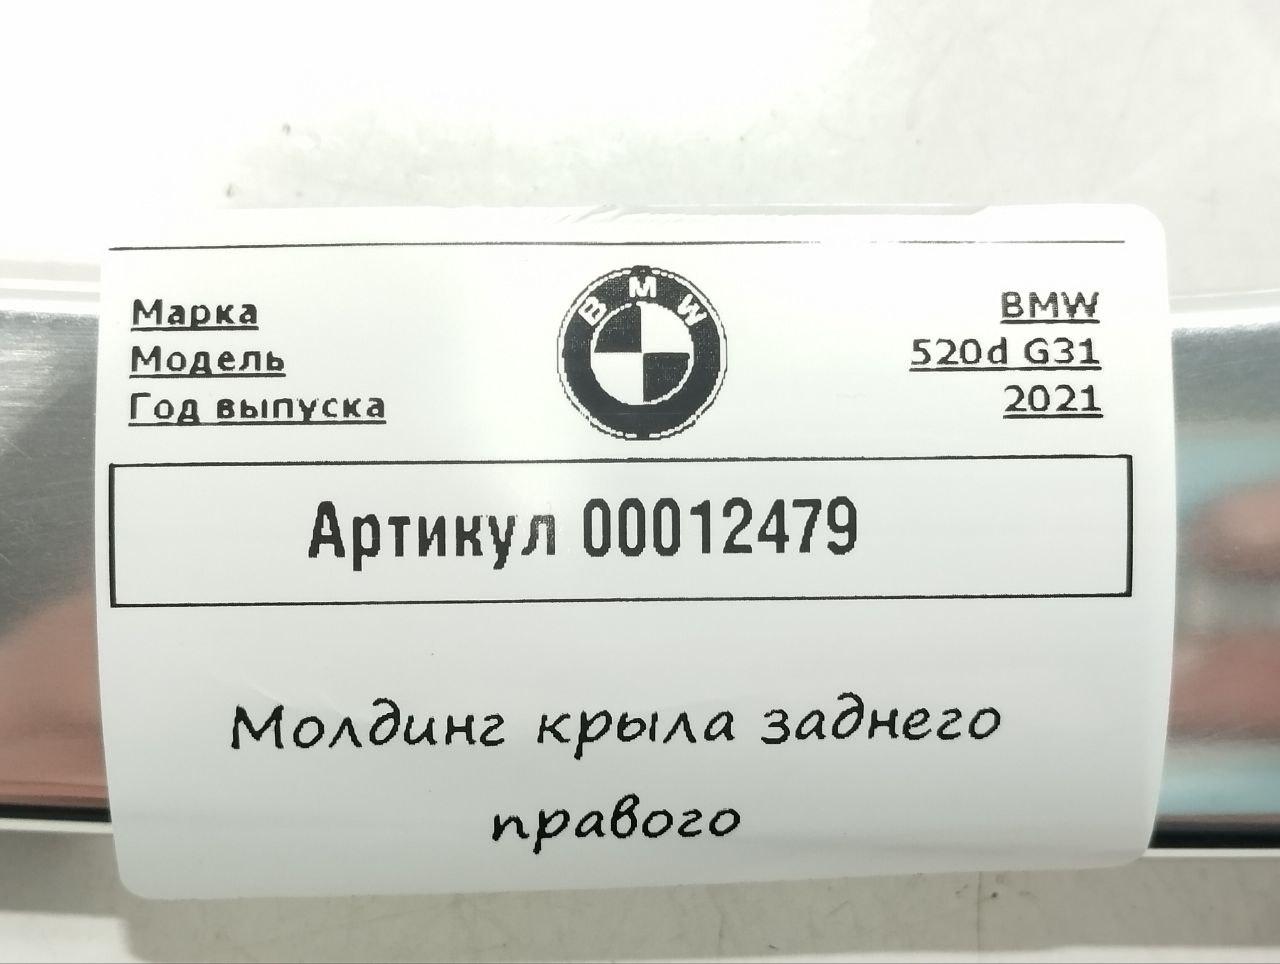 Марка BMW
Модель 520d G31
Год выпуска 2021
BMW
Артикул 00012479
Молдинг крыла заднего
правого